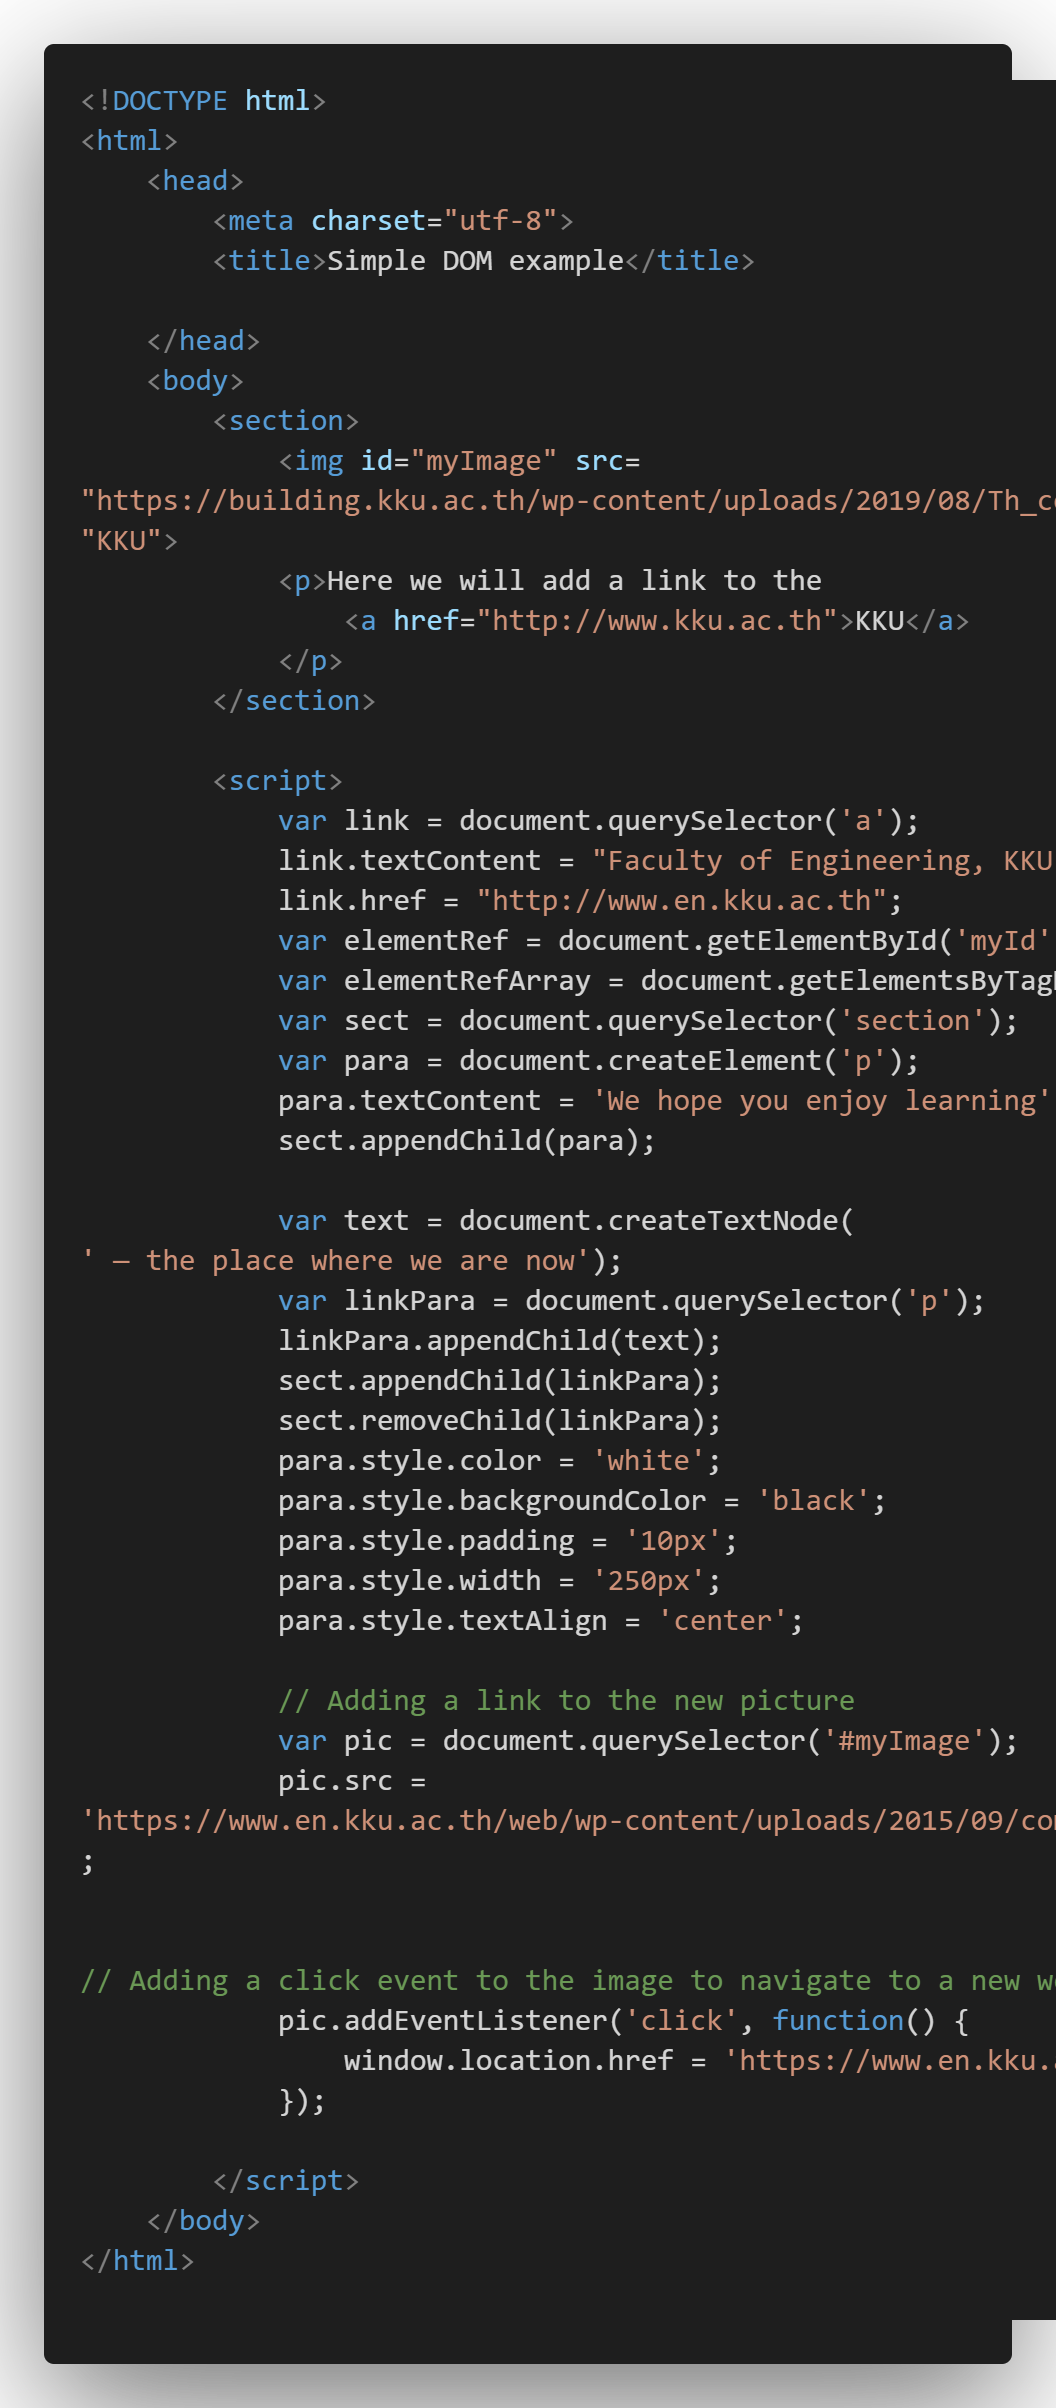 <!DOCTYPE html>
<html>
    <head>
        <meta charset="utf-8">
        <title>Simple DOM example</title>

    </head>
    <body>
        <section>
            <img id="myImage" src=
"https://building.kku.ac.th/wp-content/uploads/2019/08/Th_c
"KKU">
            <p>Here we will add a link to the
                <a href="http://www.kku.ac.th">KKU</a>
            </p>
        </section>

        <script>
            var link = document.querySelector('a');
            link.textContent = "Faculty of Engineering, KKU
            link.href = "http://www.en.kku.ac.th";
            var elementRef = document.getElementById('myId'
            var elementRefArray = document.getElementsByTag
            var sect = document.querySelector('section');
            var para = document.createElement('p');
            para.textContent = 'We hope you enjoy learning'
            sect.appendChild(para);

            var text = document.createTextNode(
' – the place where we are now');
            var linkPara = document.querySelector('p');
            linkPara.appendChild(text);
            sect.appendChild(linkPara);
            sect.removeChild(linkPara);
            para.style.color = 'white';
            para.style.backgroundColor = 'black';
            para.style.padding = '10px';
            para.style.width = '250px';
            para.style.textAlign = 'center';

            // Adding a link to the new picture
            var pic = document.querySelector('#myImage');
            pic.src =
'https://www.en.kku.ac.th/web/wp-content/uploads/2015/09/co
;

// Adding a click event to the image to navigate to a new w
            pic.addEventListener('click', function() {
                window.location.href = 'https://www.en.kku.
            });

        </script>
    </body>
</html>